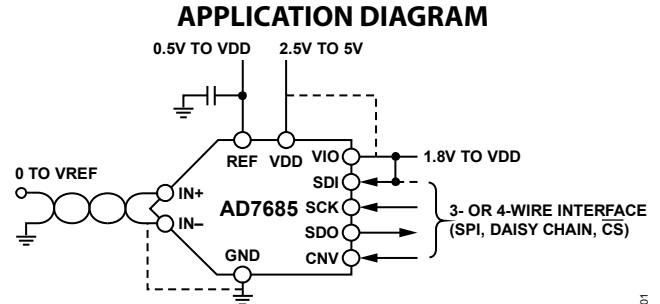 APPLICATION DIAGRAM
0.5V TO VDD
2.5V TO 5V
REF
VDD
VIO
1.8V TO VDD
0 TO VREF
IN+
SDI
AD7685
SCK
3- OR 4-WIRE INTERFACE
(SPI, DAISY CHAIN, CS)
IN–
SDO
GND
CNV
01